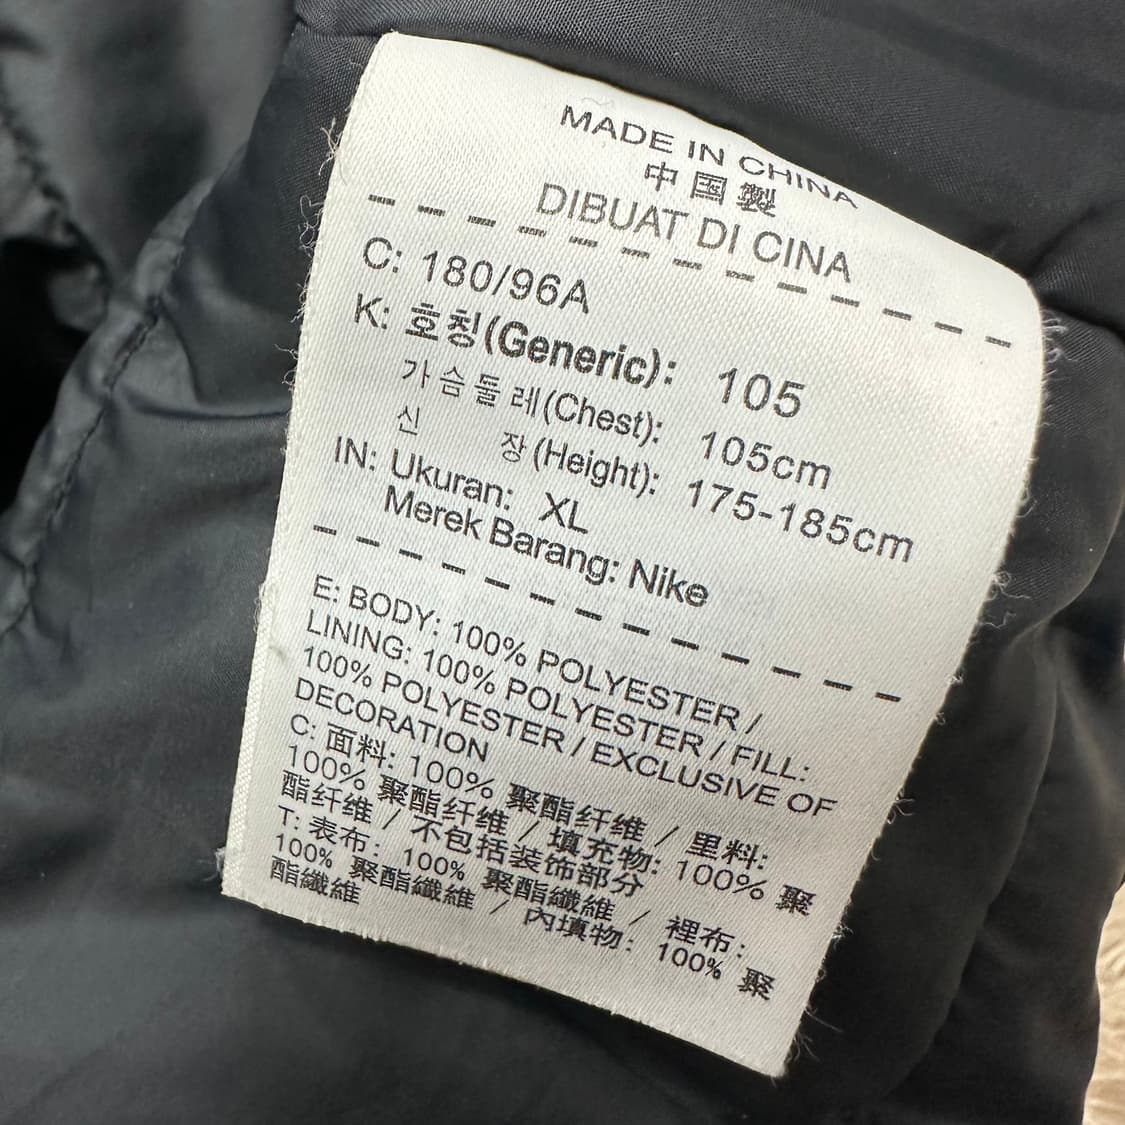 MADE IN CHINA
中国製
DIBUAT DI CINA
C: 180/96A
K: 호칭(Generic): 105
가슴둘레(Chest): 105cm
신 장(Height): 175-185cm
IN: Ukuran: XL
Merek Barang: Nike
E: BODY: 100% POLYESTER /
LINING: 100% POLYESTER / FILL:
100% POLYESTER / EXCLUSIVE OF
DECORATION
C: 面料: 100% 聚酯纤维 / 里料:
100% 聚酯纤维 / 填充物: 100% 聚
酯纤维 / 不包括装饰部分
T: 表布: 100% 聚酯纖維 / 裡布:
100% 聚酯纖維 / 內填物: 100% 聚
酯纖維